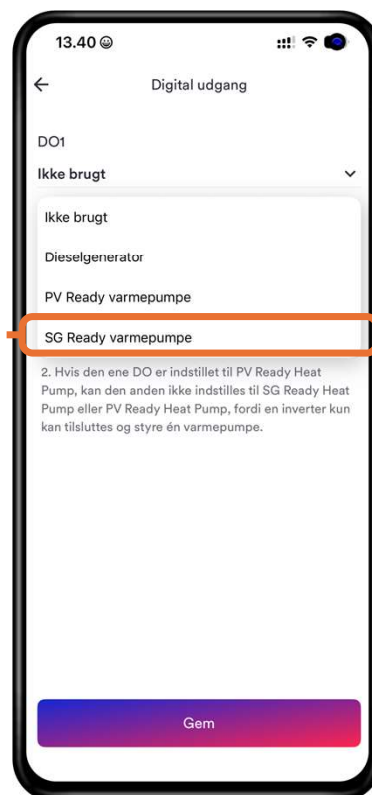 13.40
Digital udgang
DO1
Ikke brugt
Ikke brugt
Dieselgenerator
PV Ready varmepumpe
SG Ready varmepumpe
2. Hvis den ene DO er indstillet til PV Ready Heat
Pump, kan den anden ikke indstilles til SG Ready Heat
Pump eller PV Ready Heat Pump, fordi en inverter kun
kan tilsluttes og styre én varmepumpe.
Gem